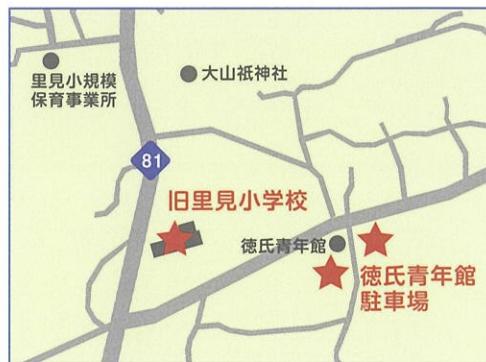 里見小規模
保育事業所
大山祇神社
81
旧里見小学校
徳氏青年館
徳氏青年館
駐車場